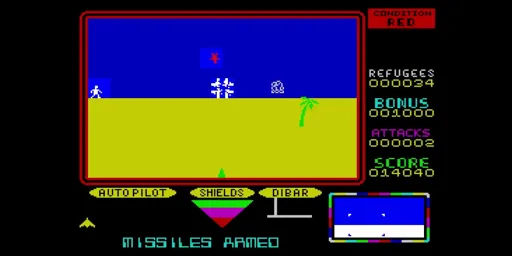 CONDITION
RED
REFUGEES
000034
BONUS
001000
ATTACKS
000002
SCORE
014040
AUTOPILOT SHIELDS DIBAR
MISSILES ARMED